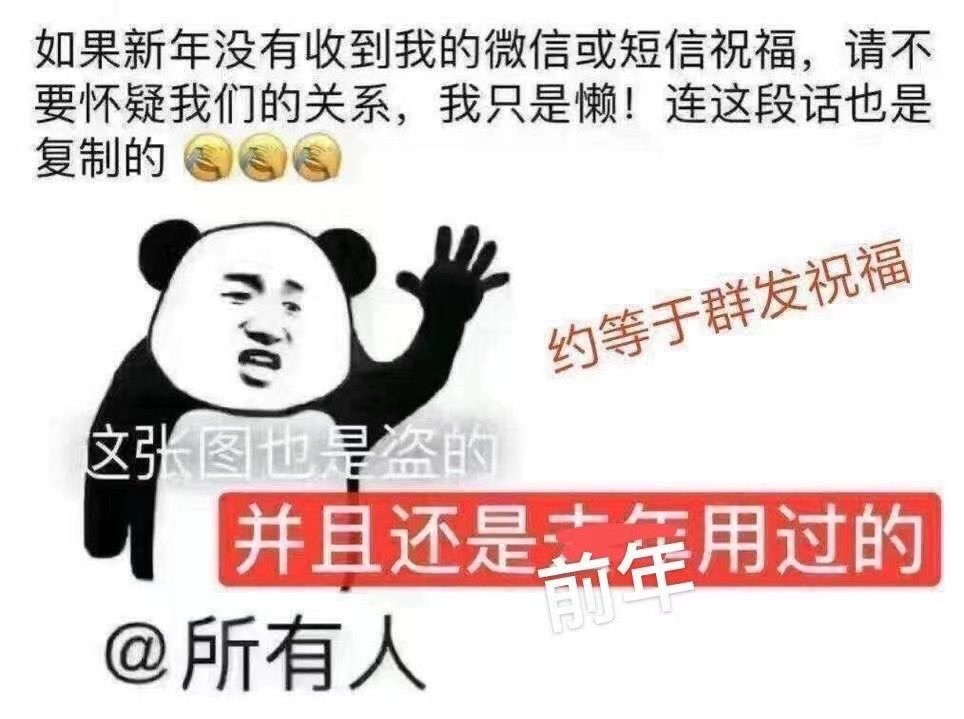 如果新年没有收到我的微信或短信祝福，请不
要怀疑我们的关系，我只是懒！连这段话也是
复制的 🤦🤦🤦
约等于群发祝福
这张图也是盗的
并且还是去年用过的
前年
@所有人